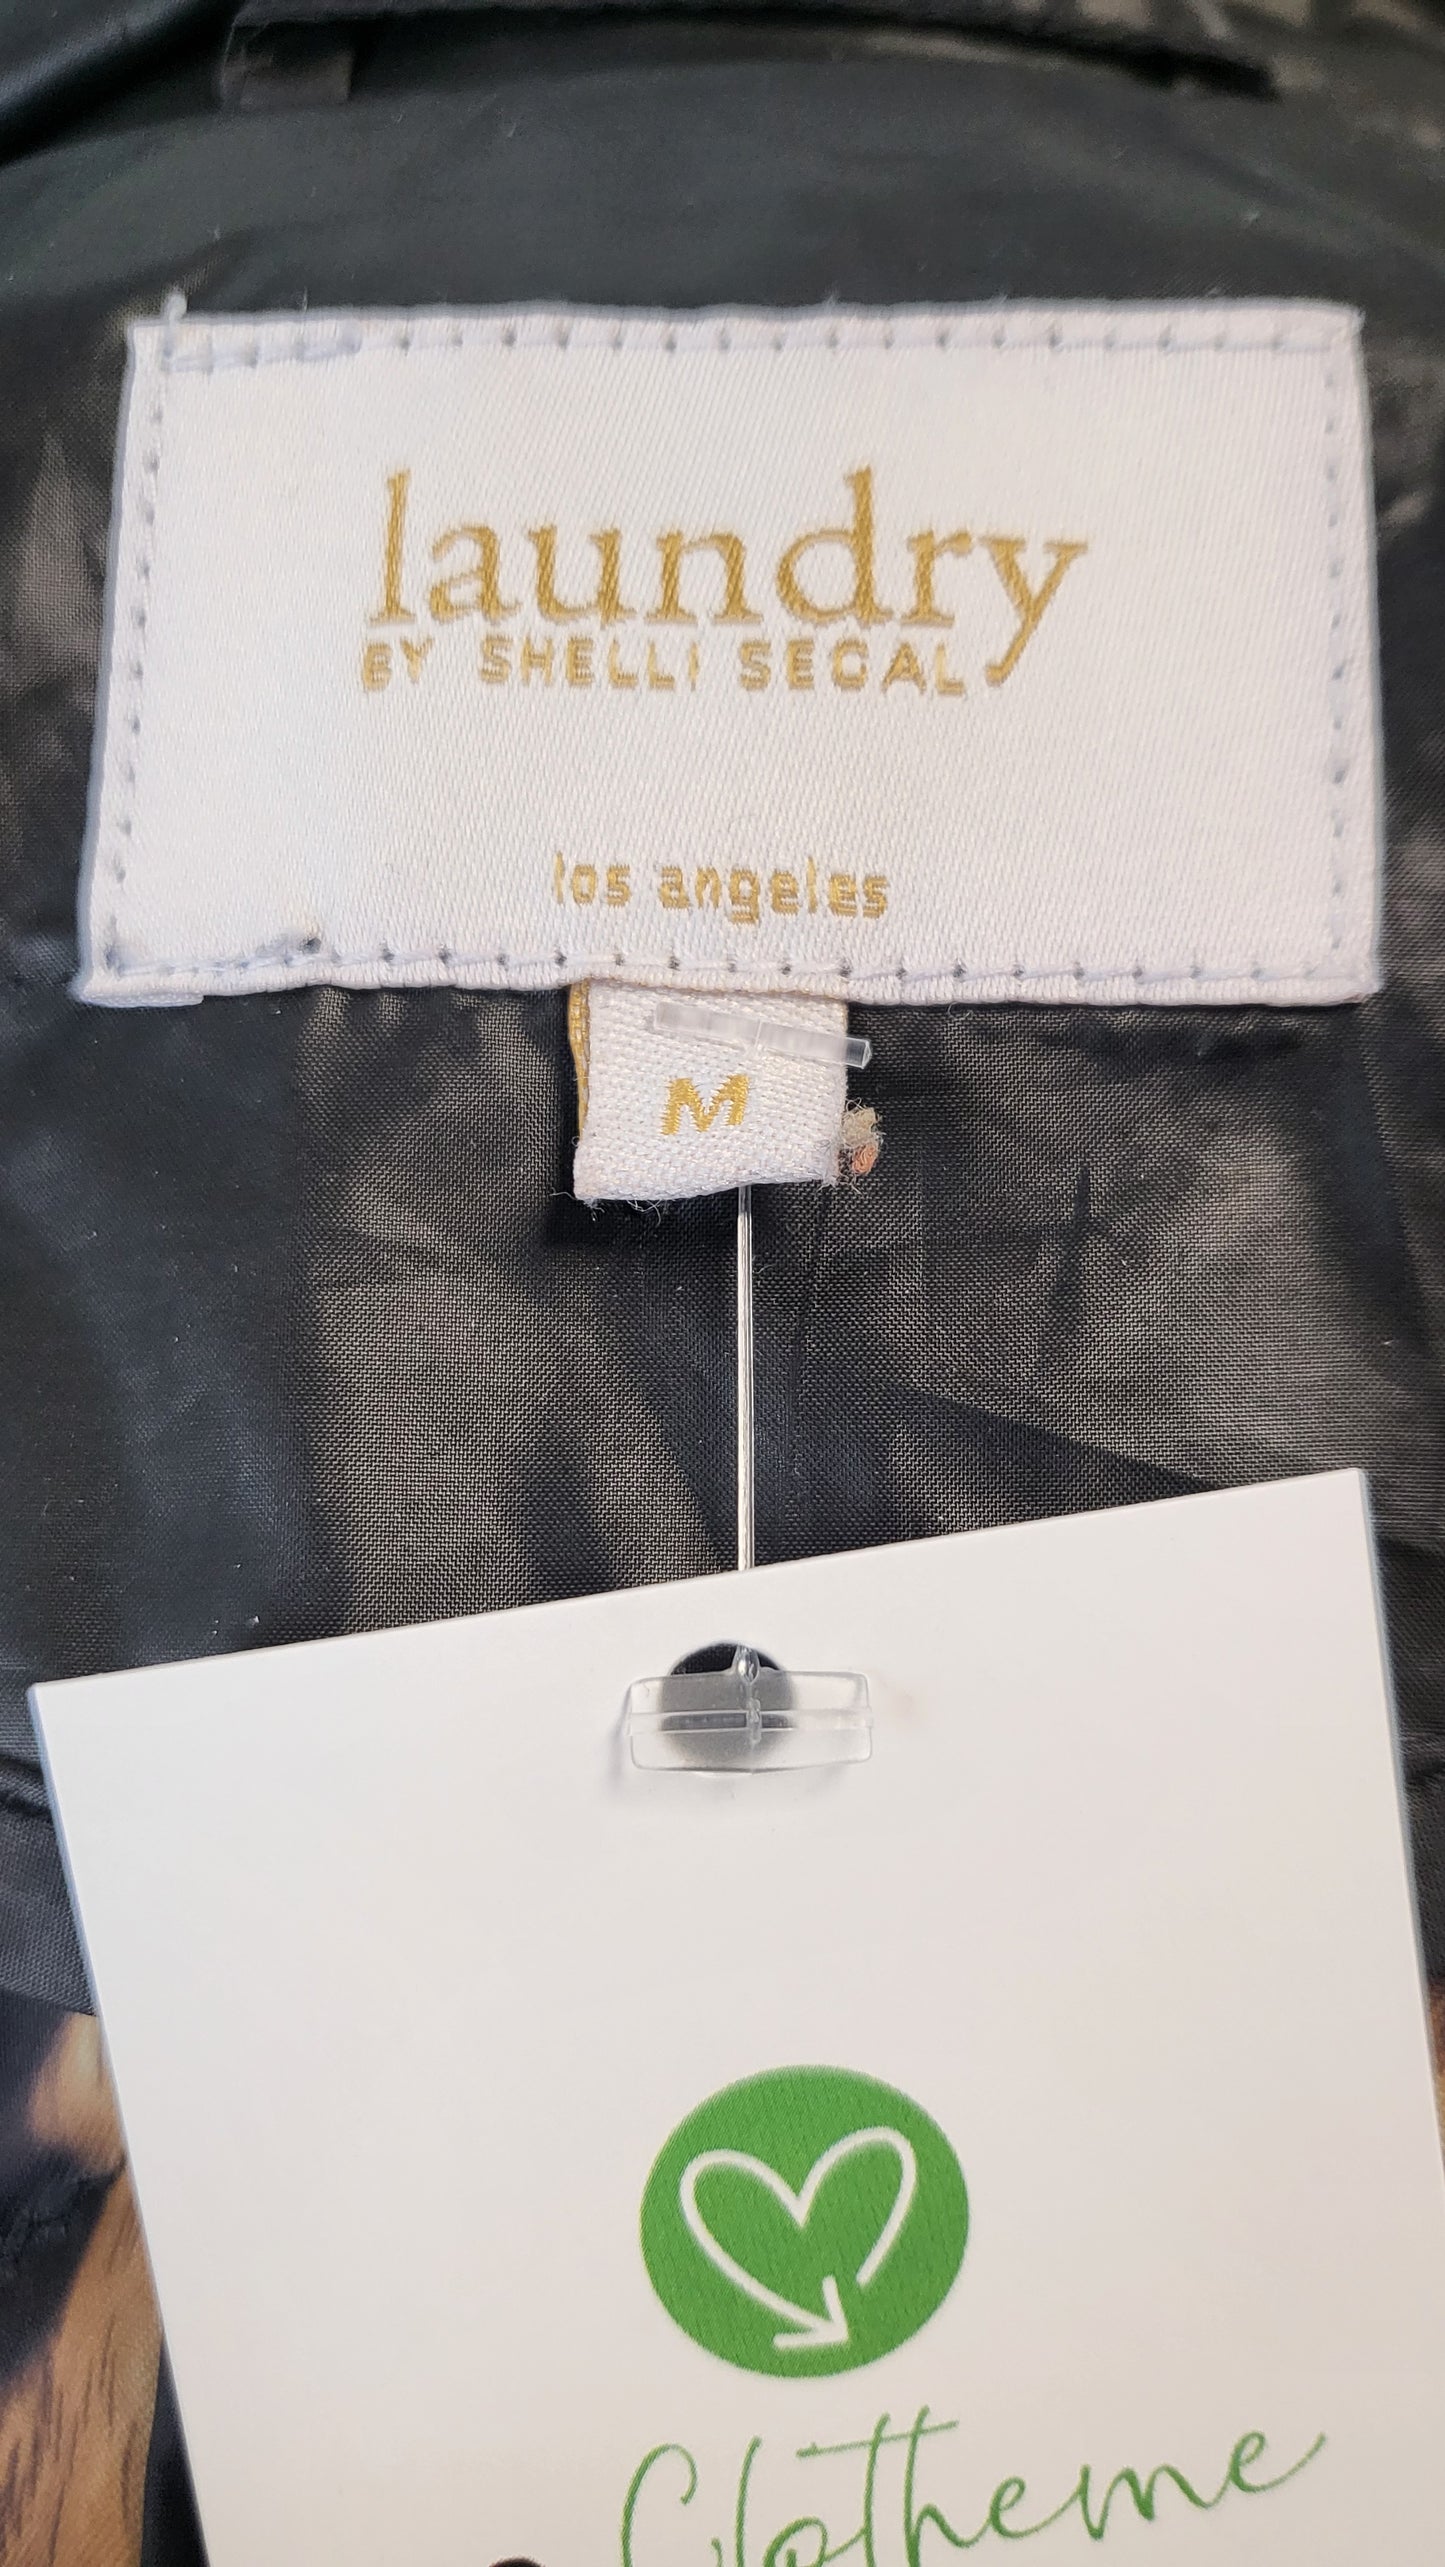 laundry
BY SHELLI SEGAL
los angeles
M
Clotheme